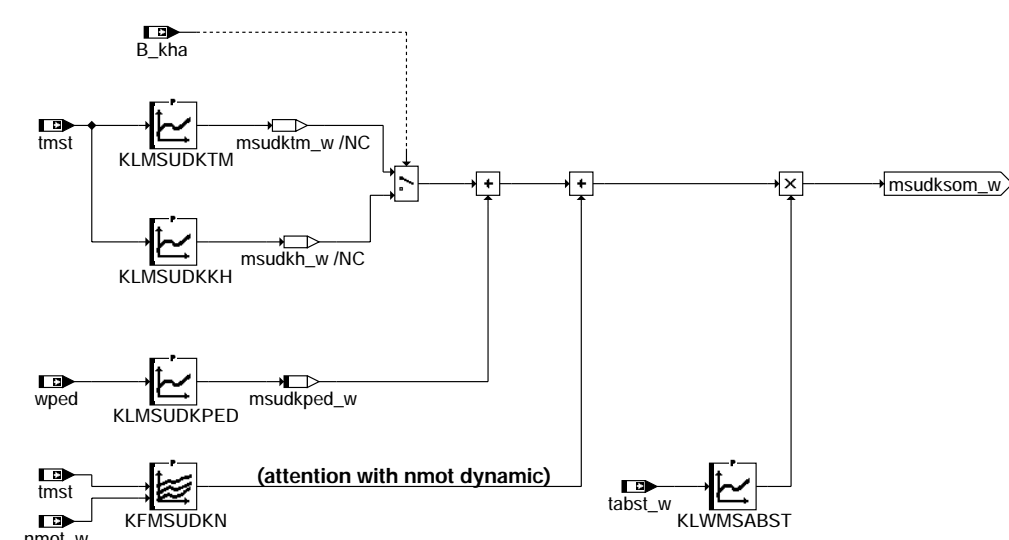 B_kha
tmst
KLMSUDKTM
msudktm_w /NC
msudksom_w
KLMSUDKKH
msudkh_w /NC
wped
KLMSUDKPED
msudkped_w
(attention with nmot dynamic)
tmst
nmot_w
KFMSUDKN
tabst_w
KLWMSABST